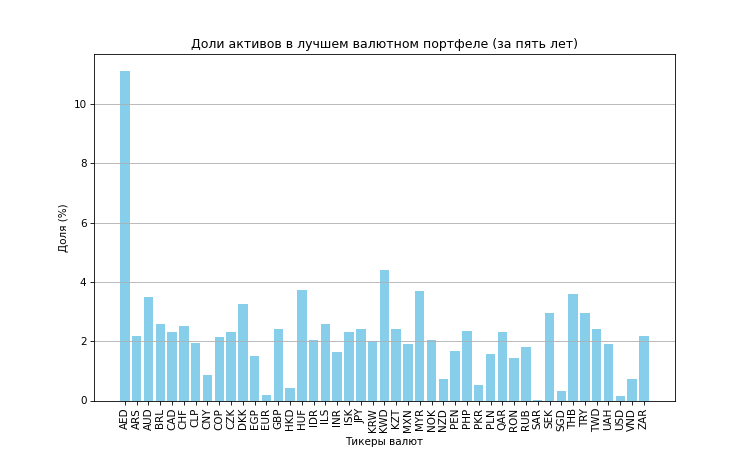 Доли активов в лучшем валютном портфеле (за пять лет)
Доля (%)
10
8
6
4
2
0
AED ARS AUD BRL CAD CHF CLP CNY COP CZK DKK EGP EUR GBP HKD HUF IDR ILS INR ISK JPY KRW KWD KZT MXN MYR NOK NZD PEN PHP PKR PLN QAR RON RUB SAR SEK SGD THB TRY TWD UAH USD VND ZAR
Тикеры валют